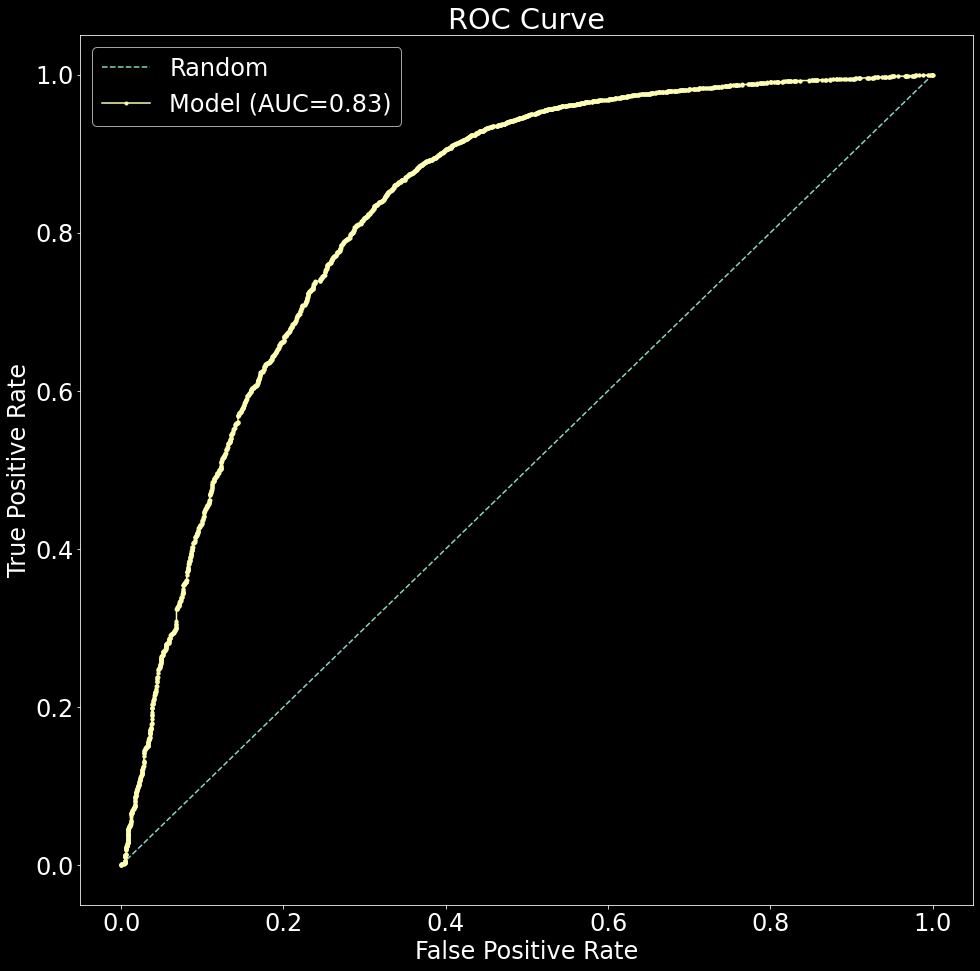 ROC Curve
Random
Model (AUC=0.83)
True Positive Rate
1.0
0.8
0.6
0.4
0.2
0.0
0.0 0.2 0.4 0.6 0.8 1.0
False Positive Rate